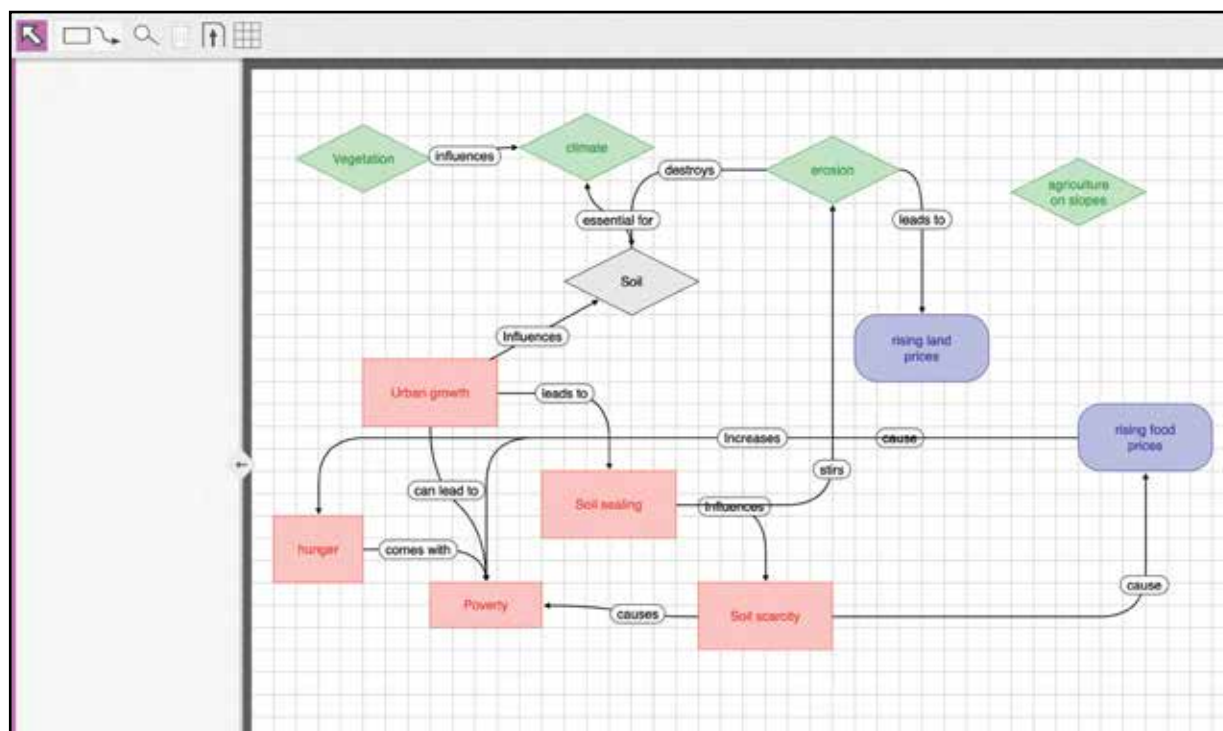 climate
Vegetation
influences
destroys
erosion
agriculture
on slopes
essential for
leads to
Soil
Influences
rising land
prices
Urban growth
leads to
rising food
prices
Increases
cause
stirs
can lead to
Soil sealing
Influences
hunger
comes with
cause
Poverty
causes
Soil scarcity